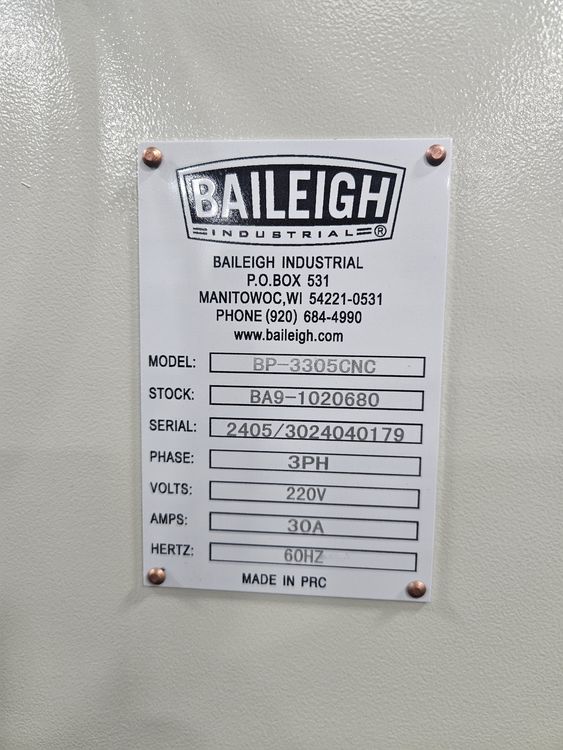 BAILEIGH
INDUSTRIAL ®
BAILEIGH INDUSTRIAL
P.O.BOX 531
MANITOWOC,WI 54221-0531
PHONE (920) 684-4990
www.baileigh.com
MODEL: BP-3305CNC
STOCK: BA9-1020680
SERIAL: 2405/3024040179
PHASE: 3PH
VOLTS: 220V
AMPS: 30A
HERTZ: 60HZ
MADE IN PRC